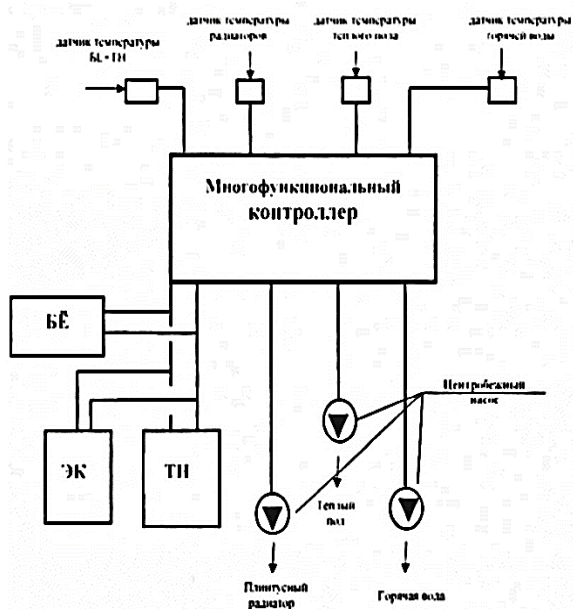 датчик температуры
БЕ+ТН
датчик температуры
радиаторов
датчик температуры
теплого пола
датчик температуры
горячей воды
Многофункциональный
контроллер
БЁ
ЭК
ТН
Центробежный
насос
Теплый
пол
Плинтусный
радиатор
Горячая вода